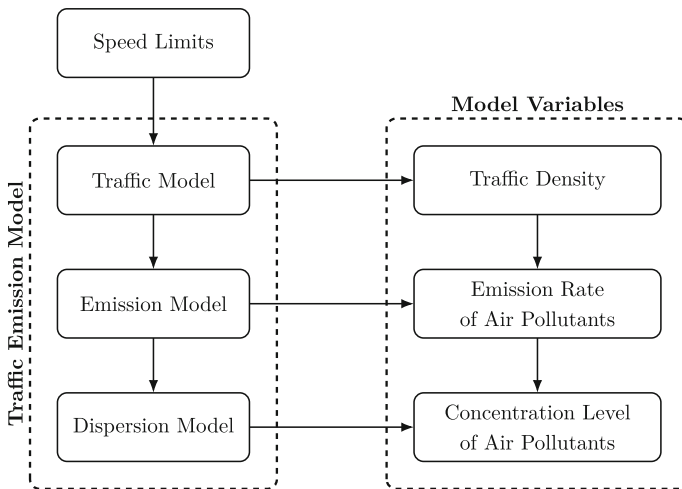 Speed Limits
Model Variables
Traffic Emission Model
Traffic Model
Traffic Density
Emission Model
Emission Rate
of Air Pollutants
Dispersion Model
Concentration Level
of Air Pollutants